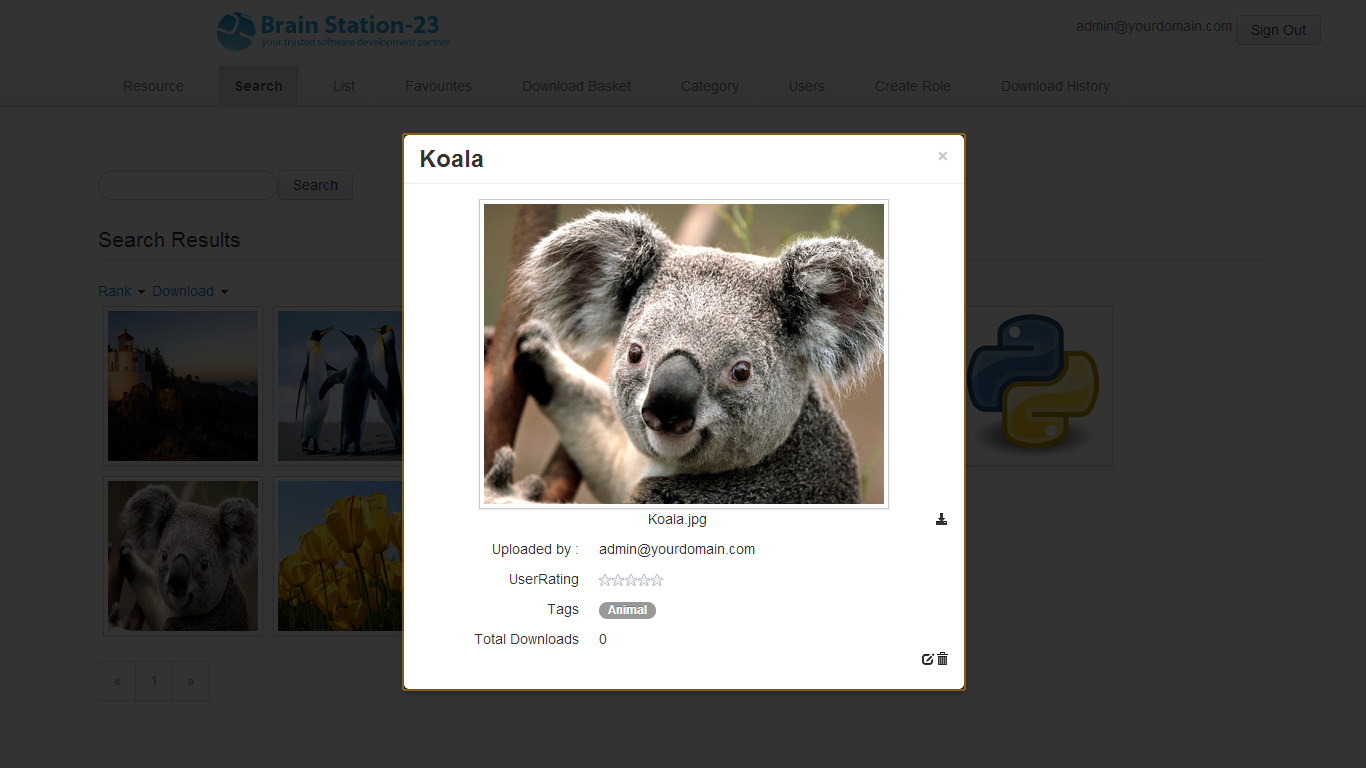 Brain Station-23
your trusted software development partner
admin@yourdomain.com
Sign Out
Resource
Search
List
Favourites
Download Basket
Category
Users
Create Role
Download History
Search
Search Results
Rank
Download
« 1 »
Koala
×
Koala.jpg
Uploaded by : admin@yourdomain.com
UserRating
Tags Animal
Total Downloads 0